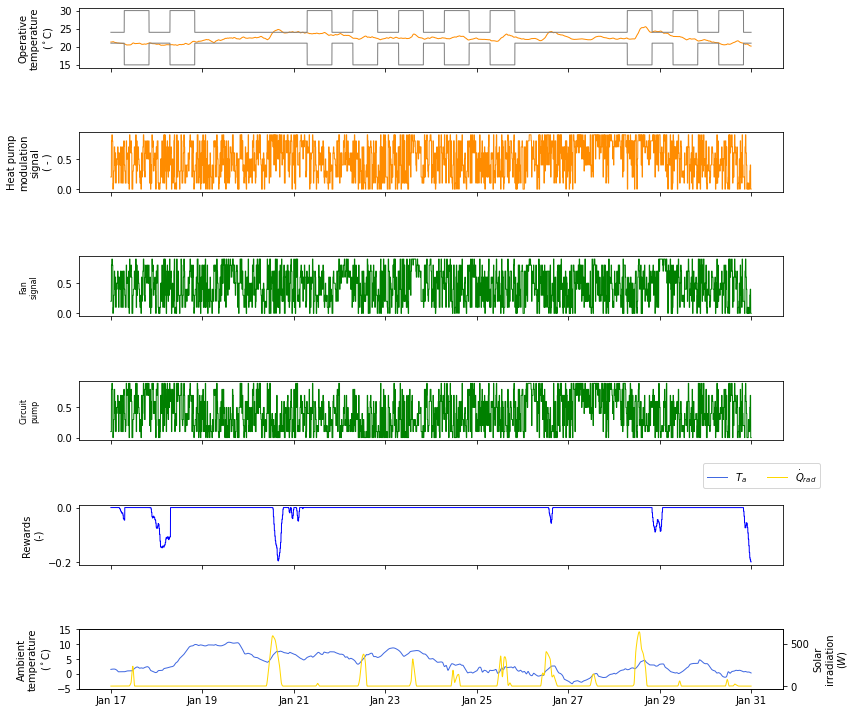 Operative
temperature
(°C)
30
25
20
15
Heat pump
modulation
signal
( - )
0.5
0.0
Fan
signal
0.5
0.0
Circuit
pump
0.5
0.0
T_a
Q̇_rad
Rewards
(-)
0.0
−0.2
Ambient
temperature
(°C)
15
10
5
0
−5
Solar
irradiation
(W)
500
0
Jan 17
Jan 19
Jan 21
Jan 23
Jan 25
Jan 27
Jan 29
Jan 31